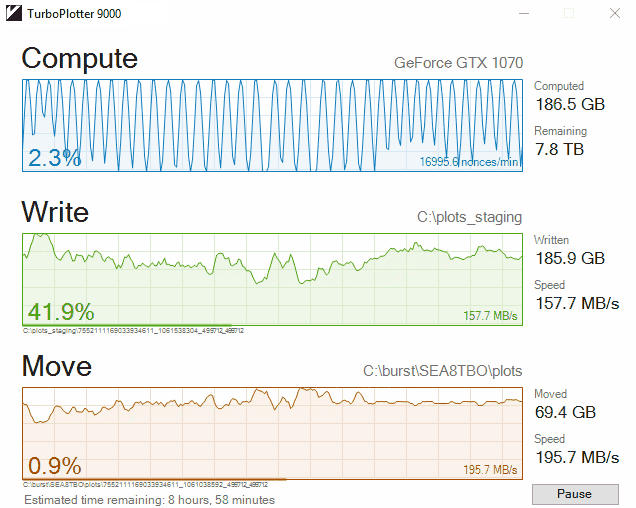 TurboPlotter 9000
Compute
GeForce GTX 1070
2.3%
16995.6 nonces/min
Computed
186.5 GB
Remaining
7.8 TB
Write
C:\plots_staging
41.9%
157.7 MB/s
Written
185.9 GB
Speed
157.7 MB/s
C:\plots_staging\7552111169033934611_1061538304_499712_499712
Move
C:\burst\SEA8TBO\plots
0.9%
195.7 MB/s
Moved
69.4 GB
Speed
195.7 MB/s
C:\burst\SEA8TBO\plots\7552111169033934611_1061038592_499712_499712
Estimated time remaining: 8 hours, 58 minutes
Pause